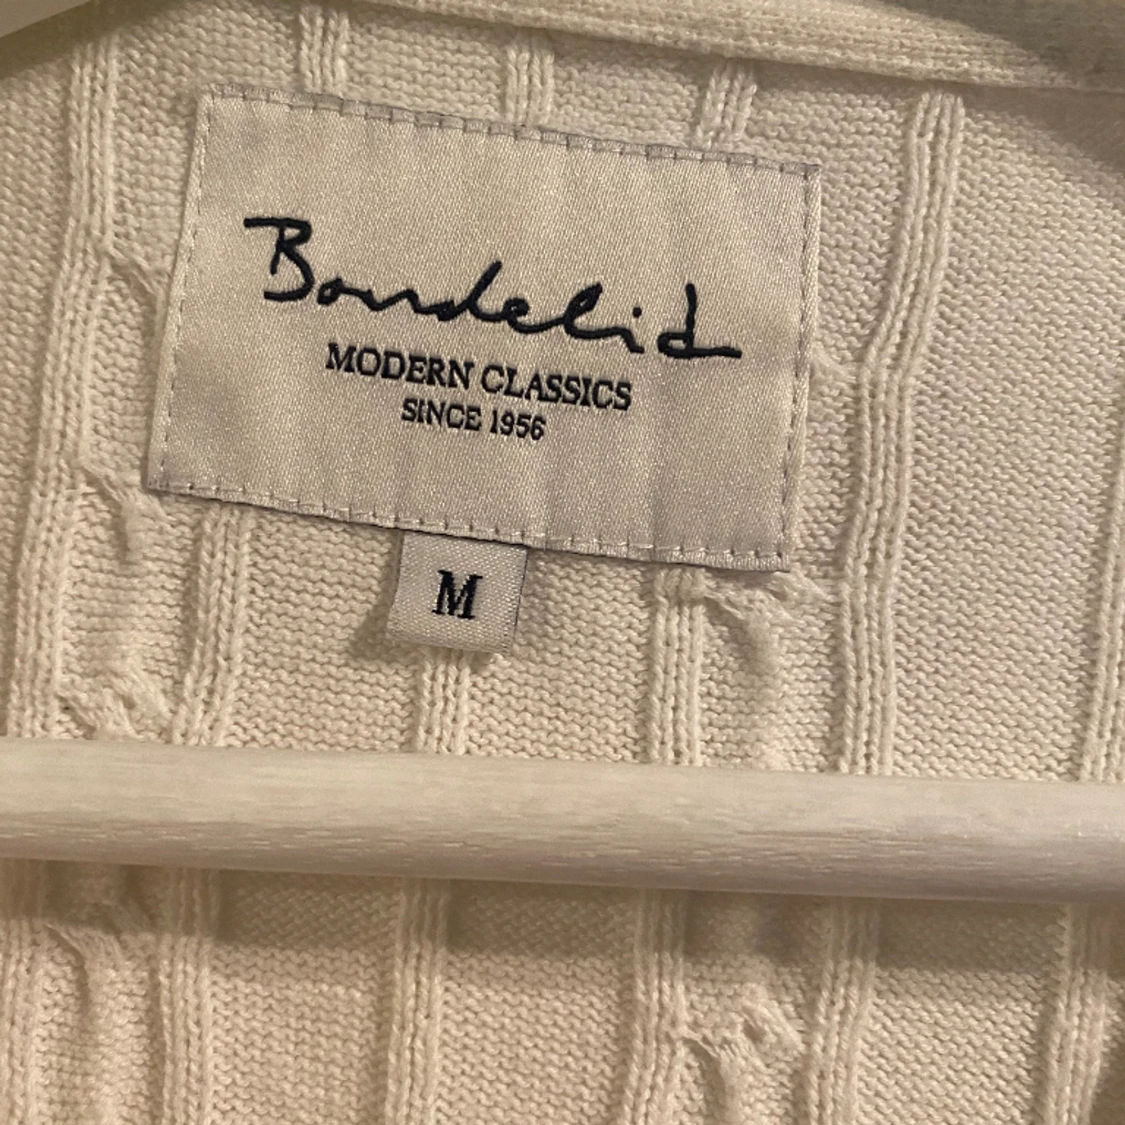 Bondelid
MODERN CLASSICS
SINCE 1956
M